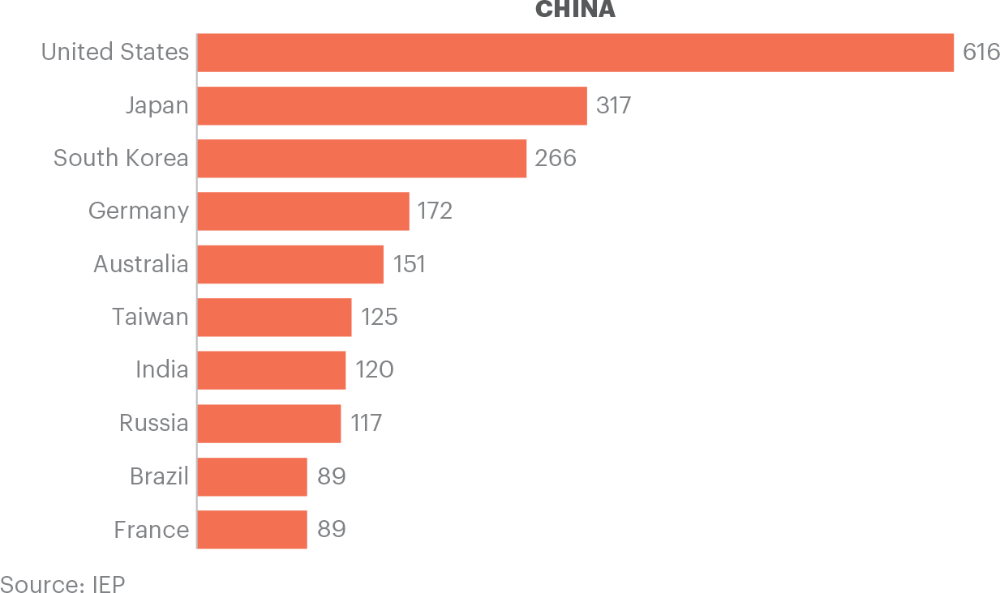 CHINA
United States 616
Japan 317
South Korea 266
Germany 172
Australia 151
Taiwan 125
India 120
Russia 117
Brazil 89
France 89
Source: IEP